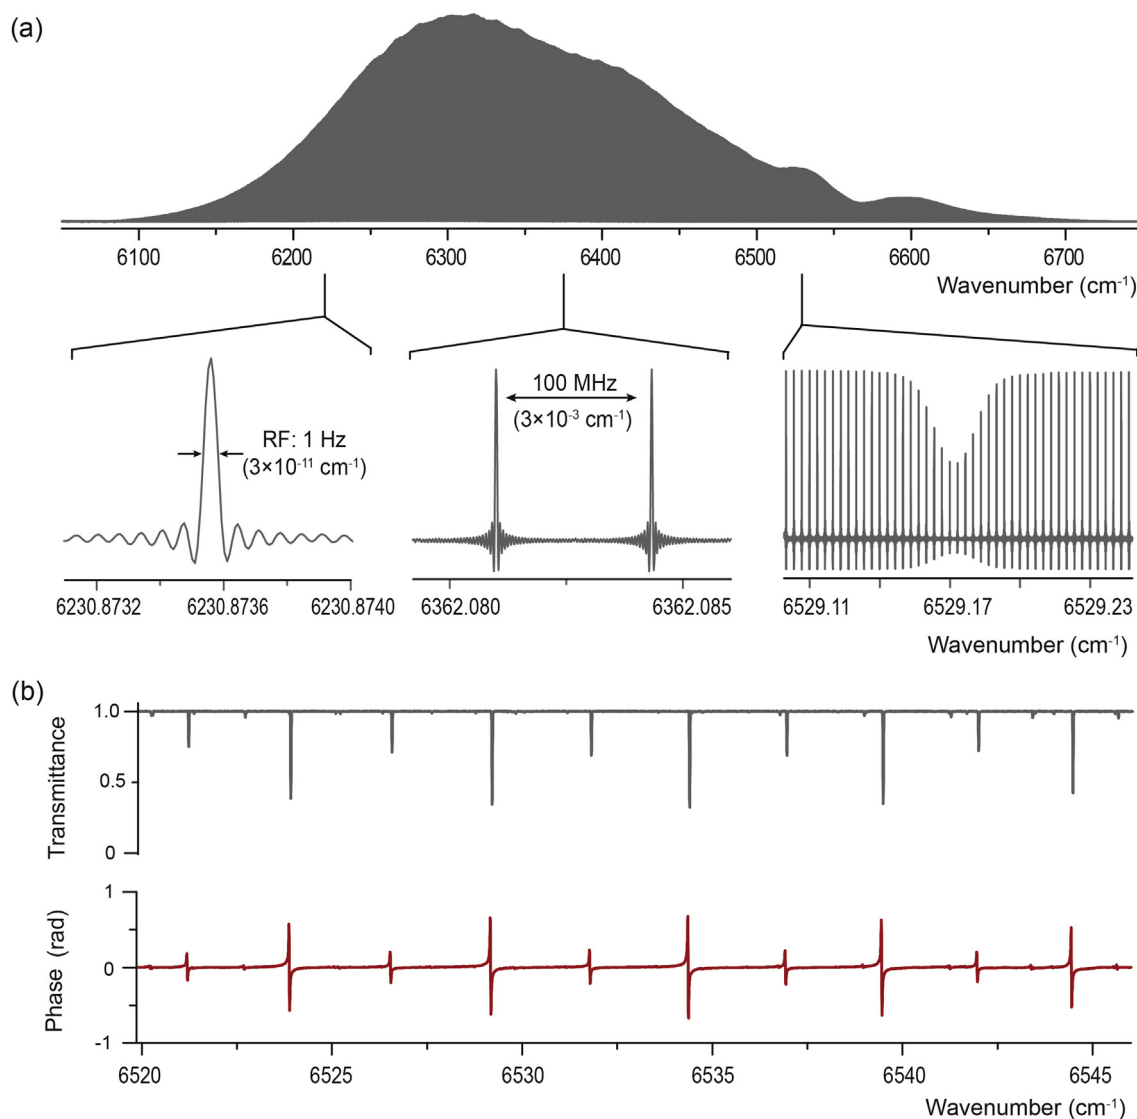 (a)
6100 6200 6300 6400 6500 6600 6700
Wavenumber (cm⁻¹)
RF: 1 Hz
(3×10⁻¹¹ cm⁻¹)
6230.8732 6230.8736 6230.8740
100 MHz
(3×10⁻³ cm⁻¹)
6362.080 6362.085
6529.11 6529.17 6529.23
Wavenumber (cm⁻¹)
(b)
Transmittance
1.0
0.5
0
Phase (rad)
1
0
-1
6520 6525 6530 6535 6540 6545
Wavenumber (cm⁻¹)